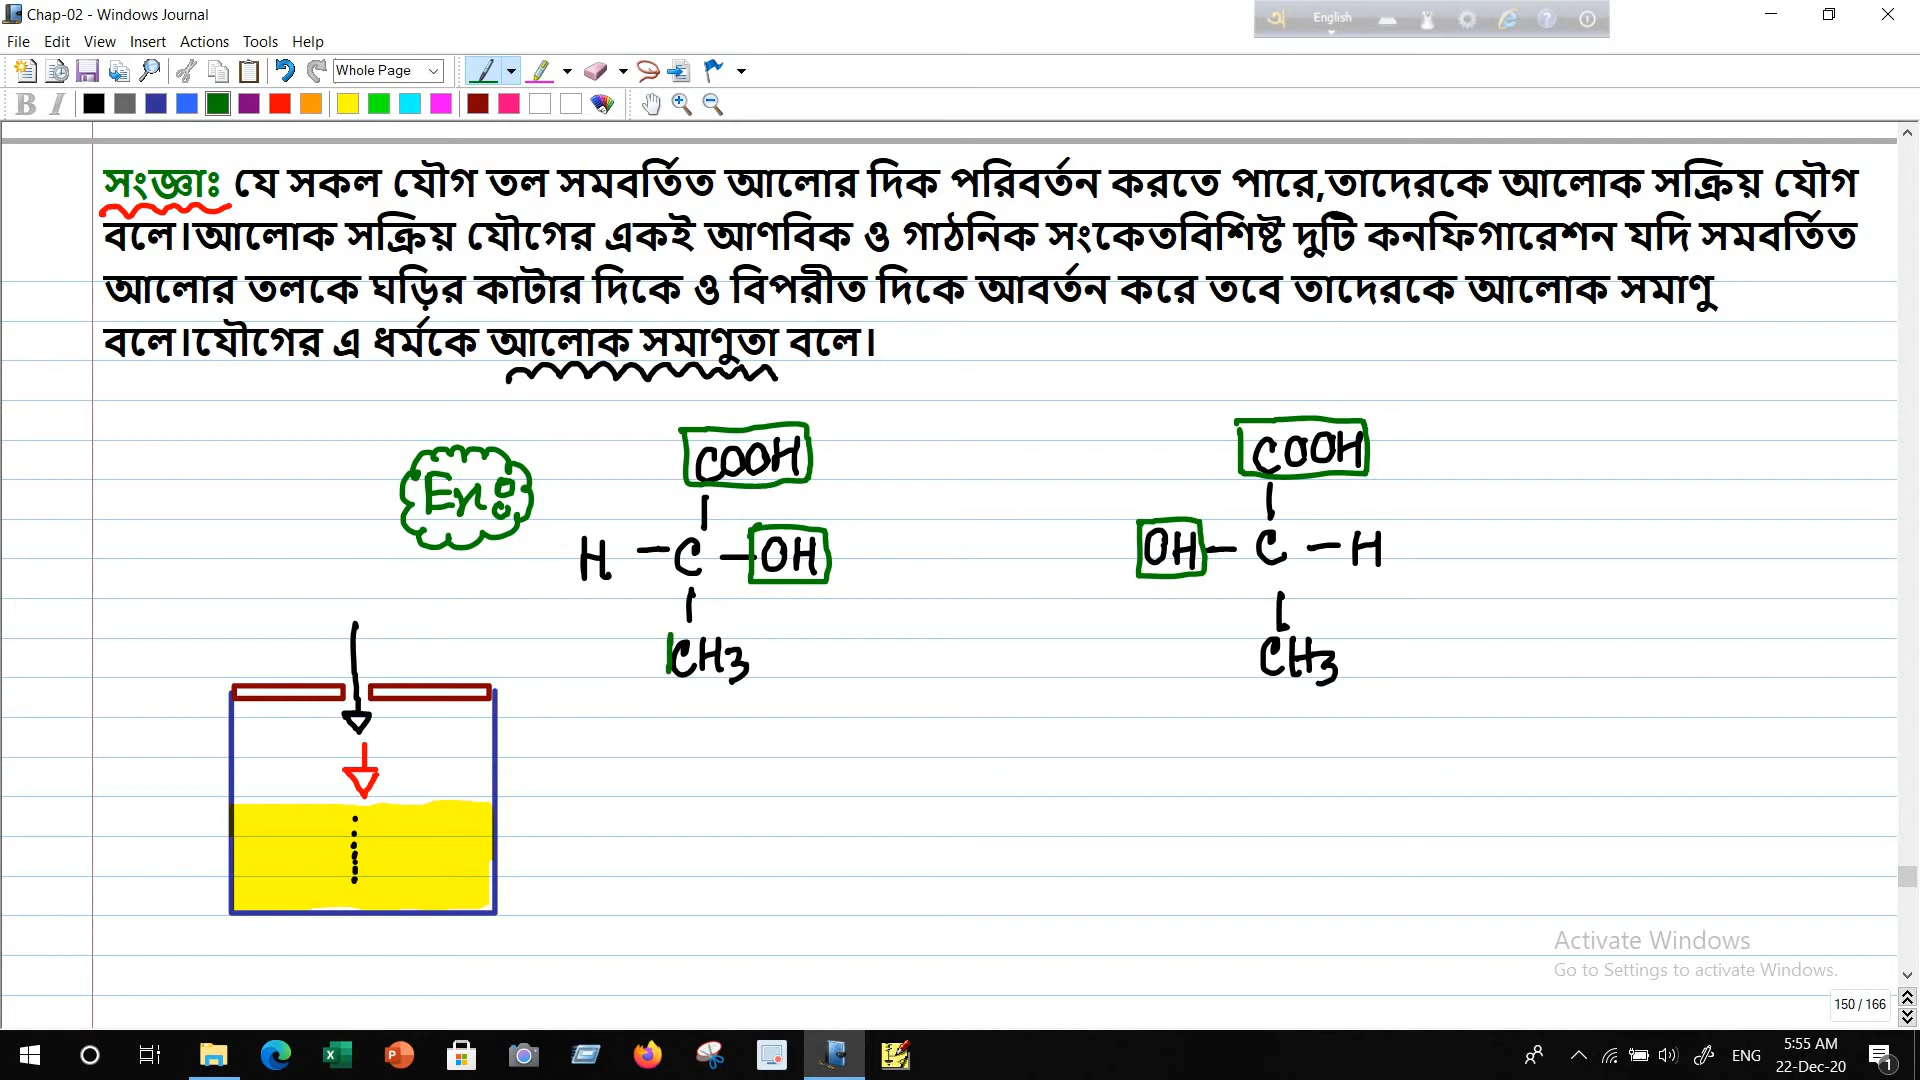 Chap-02 - Windows Journal
English
File Edit View Insert Actions Tools Help
Whole Page
B I
সংজ্ঞাঃ যে সকল যৌগ তল সমবর্তিত আলোর দিক পরিবর্তন করতে পারে,তাদেরকে আলোক সক্রিয় যৌগ
বলে।আলোক সক্রিয় যৌগের একই আণবিক ও গাঠনিক সংকেতবিশিষ্ট দুটি কনফিগারেশন যদি সমবর্তিত
আলোর তলকে ঘড়ির কাটার দিকে ও বিপরীত দিকে আবর্তন করে তবে তাদেরকে আলোক সমাণু
বলে।যৌগের এ ধর্মকে আলোক সমাণুতা বলে।
COOH COOH
Ex:
H - C - OH OH - C - H
CH3 CH3
Activate Windows
Go to Settings to activate Windows.
150 / 166
ENG 5:55 AM
22-Dec-20
1